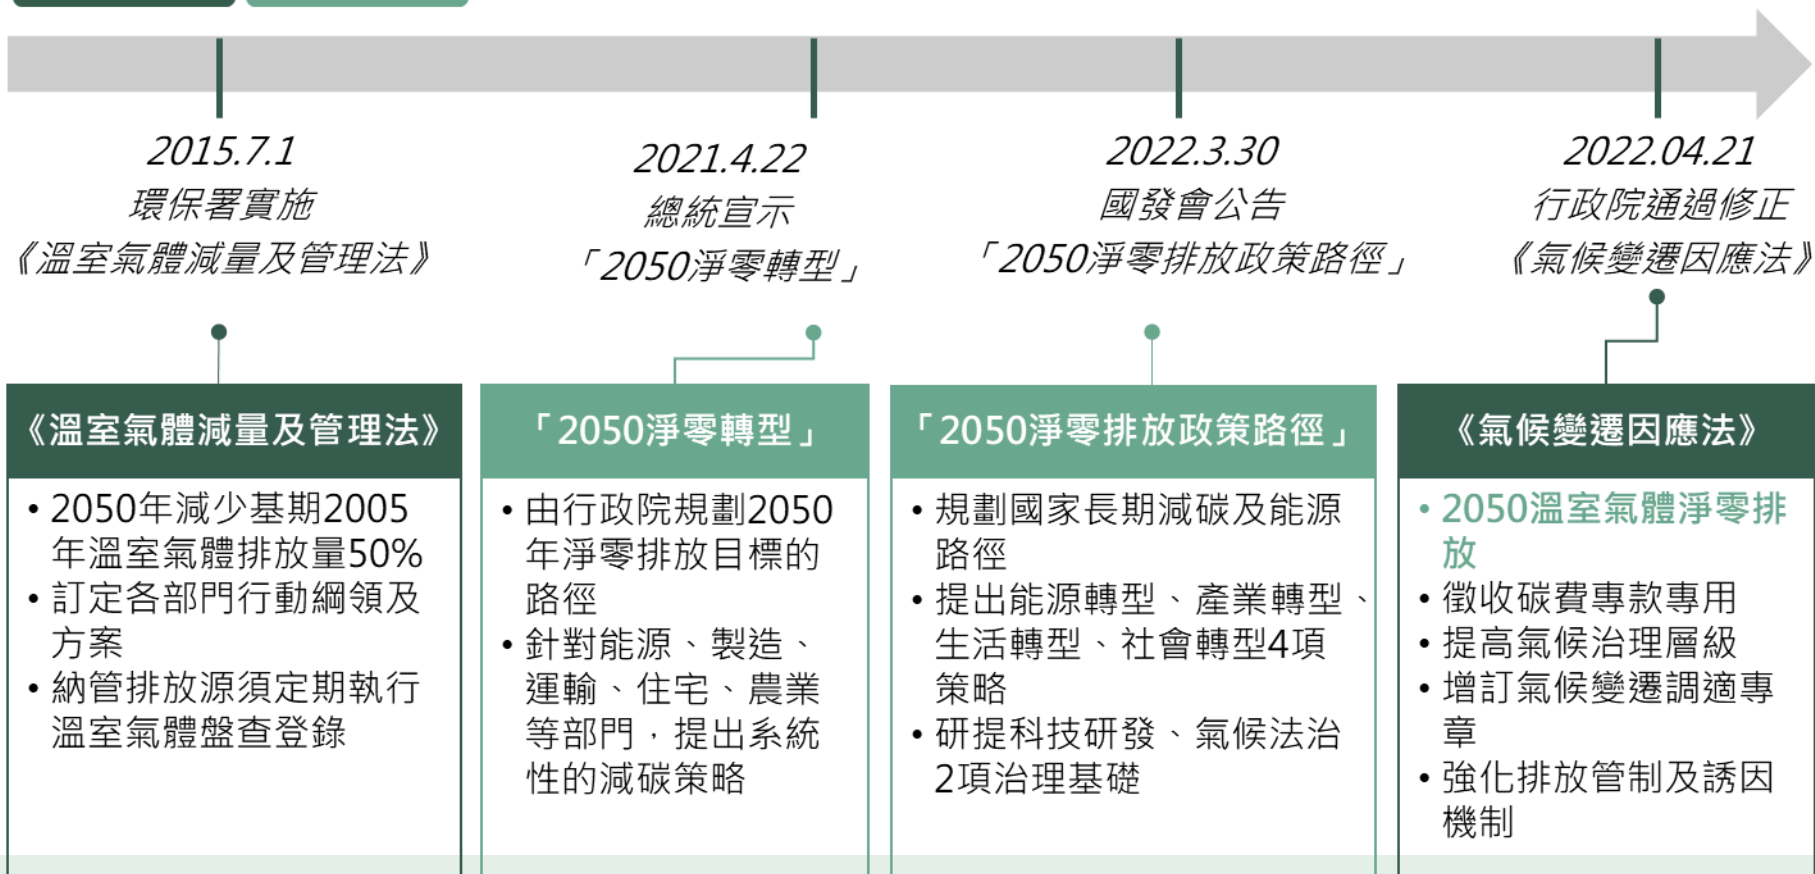 2015.7.1
環保署實施
《溫室氣體減量及管理法》
2021.4.22
總統宣示
「2050淨零轉型」
2022.3.30
國發會公告
「2050淨零排放政策路徑」
2022.04.21
行政院通過修正
《氣候變遷因應法》
《溫室氣體減量及管理法》
• 2050年減少基期2005
年溫室氣體排放量50%
• 訂定各部門行動綱領及
方案
• 納管排放源須定期執行
溫室氣體盤查登錄
「2050淨零轉型」
• 由行政院規劃2050
年淨零排放目標的
路徑
• 針對能源、製造、
運輸、住宅、農業
等部門，提出系統
性的減碳策略
「2050淨零排放政策路徑」
• 規劃國家長期減碳及能源
路徑
• 提出能源轉型、產業轉型、
生活轉型、社會轉型4項
策略
• 研提科技研發、氣候法治
2項治理基礎
《氣候變遷因應法》
• 2050溫室氣體淨零排
放
• 徵收碳費專款專用
• 提高氣候治理層級
• 增訂氣候變遷調適專
章
• 強化排放管制及誘因
機制